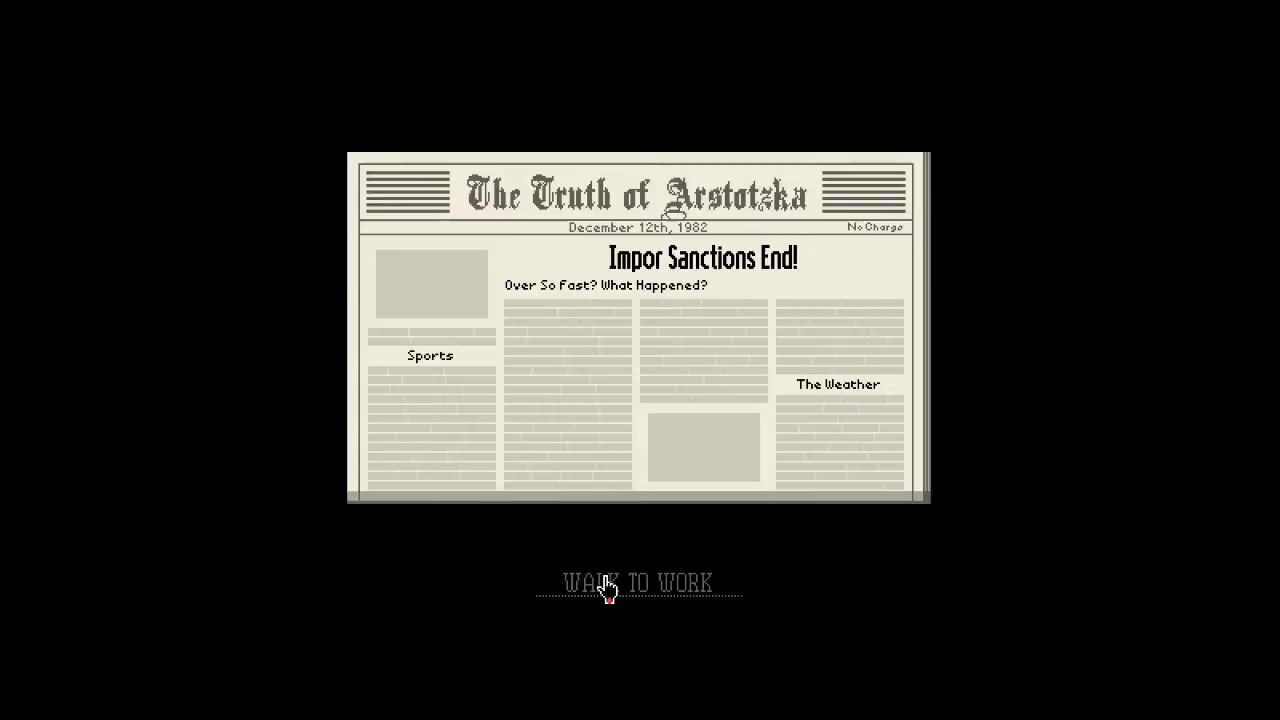 The Truth of Arstotzka
December 12th, 1982
No Charge
Impor Sanctions End!
Over So Fast? What Happened?
Sports
The Weather
WALK TO WORK